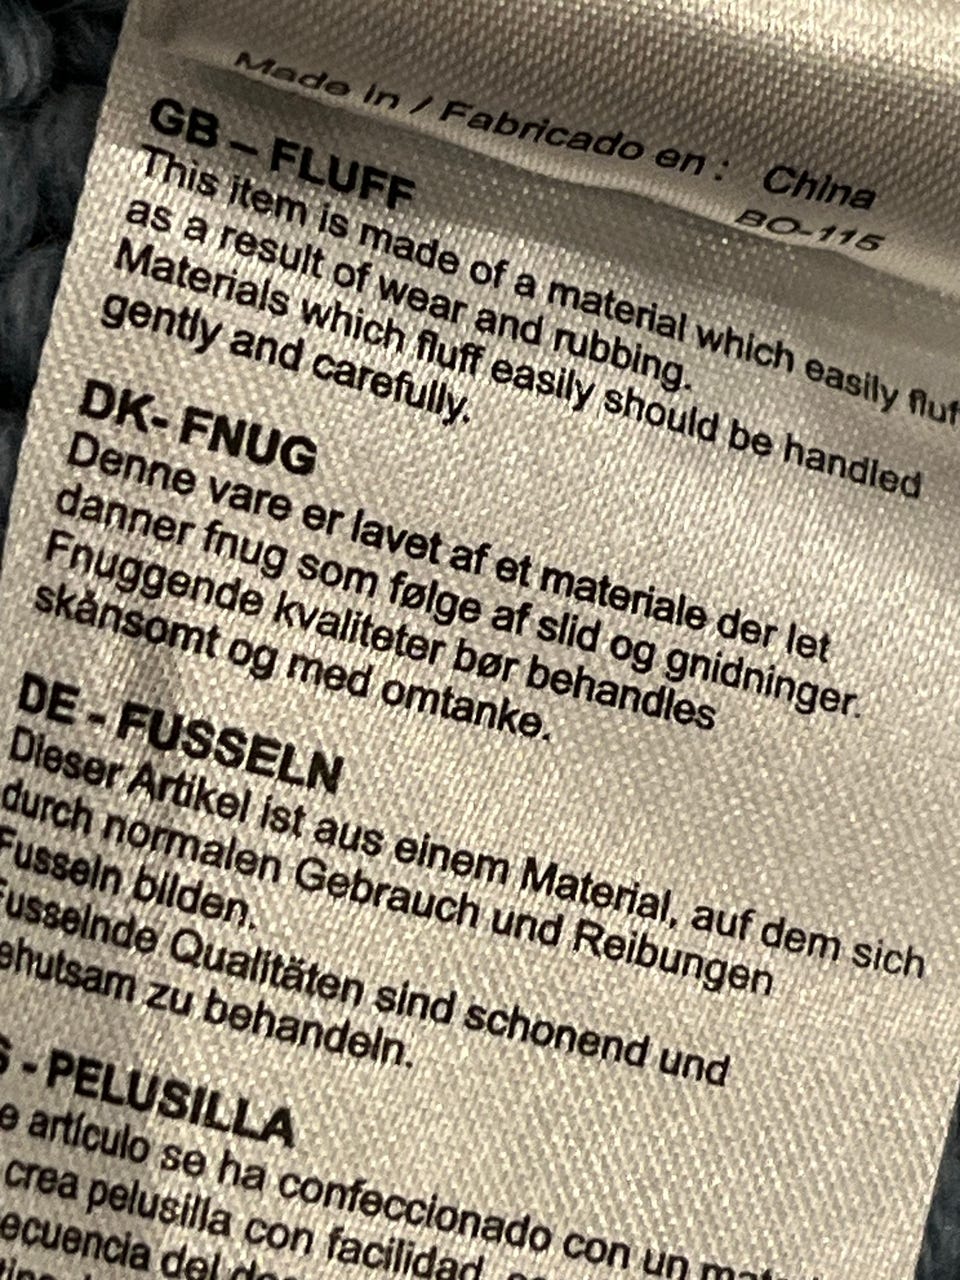 Made in / Fabricado en : China
BO-115
GB – FLUFF
This item is made of a material which easily fluf
as a result of wear and rubbing.
Materials which fluff easily should be handled
gently and carefully.
DK- FNUG
Denne vare er lavet af et materiale der let
danner fnug som følge af slid og gnidninger.
Fnuggende kvaliteter bør behandles
skånsomt og med omtanke.
DE - FUSSELN
Dieser Artikel ist aus einem Material, auf dem sich
durch normalen Gebrauch und Reibungen
Fusseln bilden.
Fusselnde Qualitäten sind schonend und
ehutsam zu behandeln.
S - PELUSILLA
e artículo se ha confeccionado con un mat
crea pelusilla con facilidad
ecuencia del